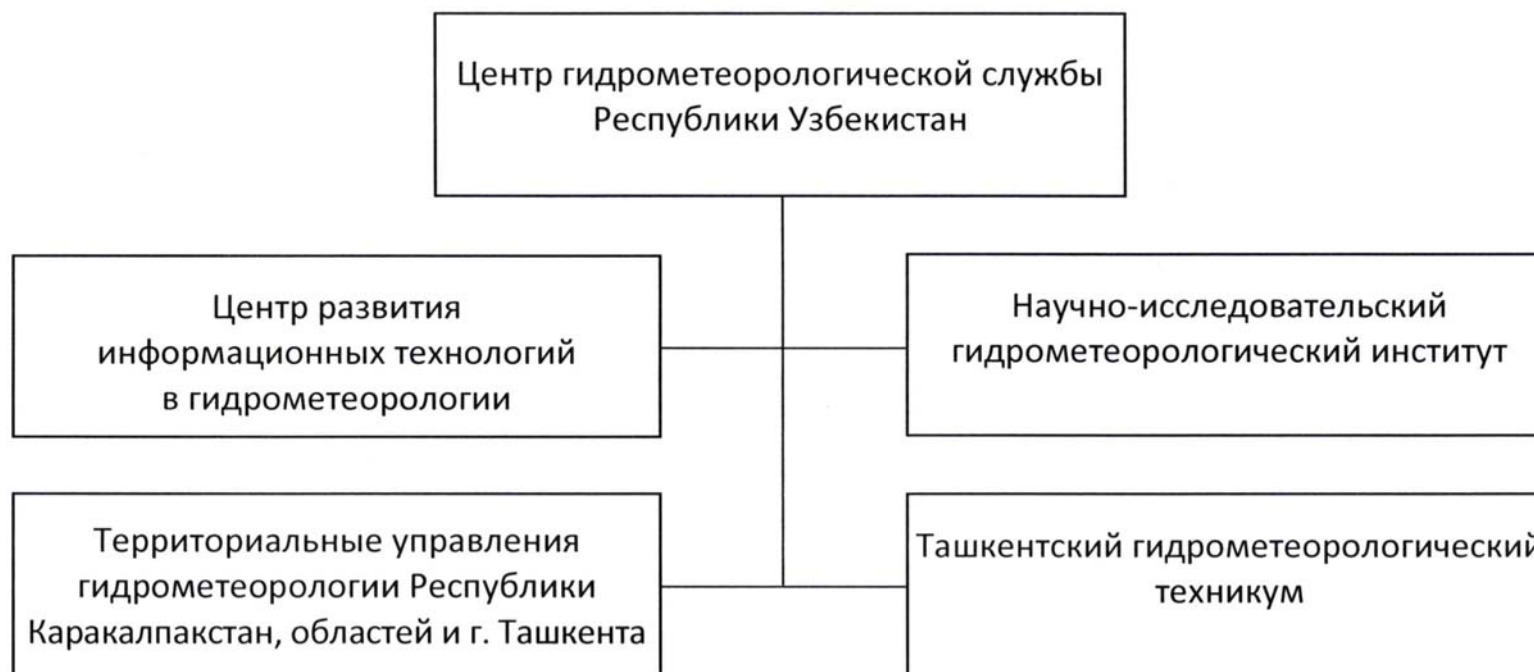 Центр гидрометеорологической службы
Республики Узбекистан
Центр развития
информационных технологий
в гидрометеорологии
Научно-исследовательский
гидрометеорологический институт
Территориальные управления
гидрометеорологии Республики
Каракалпакстан, областей и г. Ташкента
Ташкентский гидрометеорологический
техникум